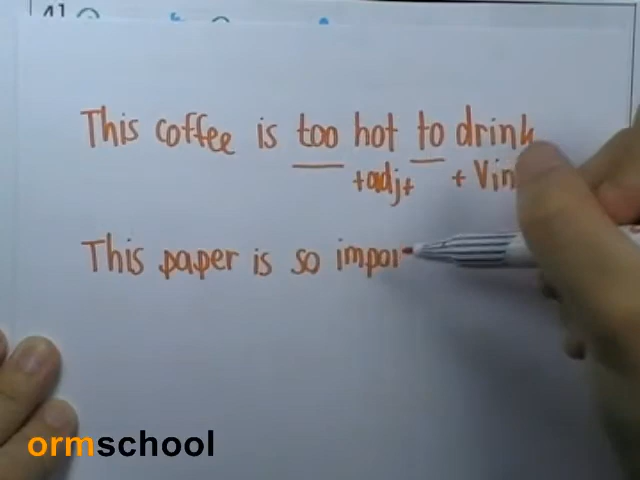 This coffee is too hot to drink
+adj+ + Vin
This paper is so impor
ormschool